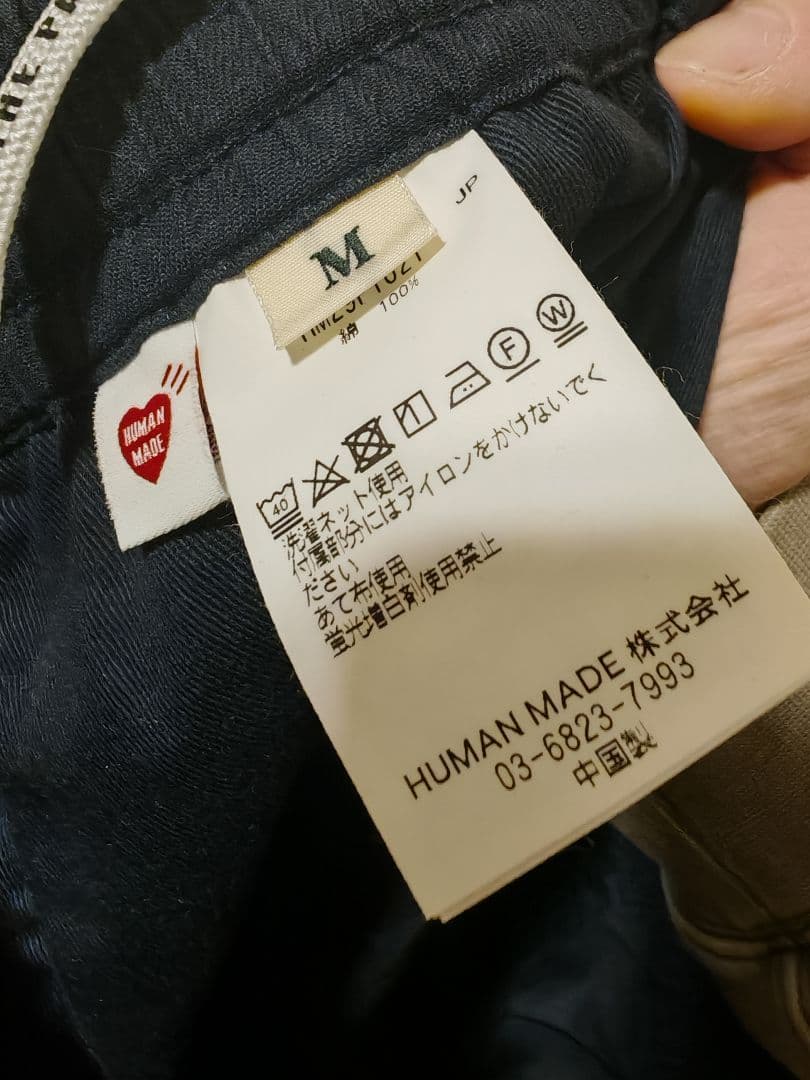 THE
JP
M
綿 100%
HUMAN
MADE
40
F
W
洗濯ネット使用
付属部分にはアイロンをかけないでく
ださい
あて布使用
蛍光増白剤使用禁止
HUMAN MADE 株式会社
03-6823-7993
中国製